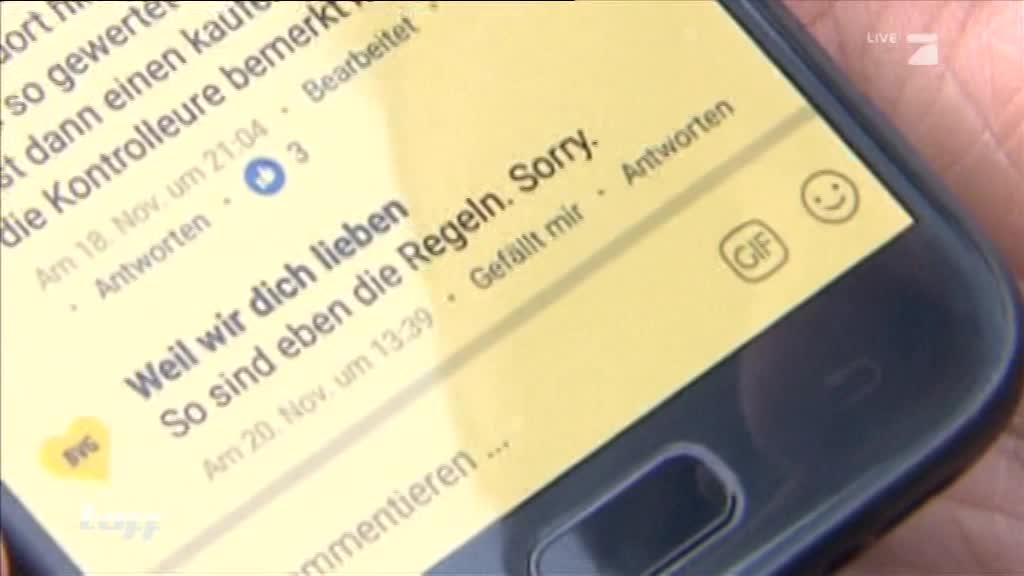 so gewertet
dann einen
die Kontrolleure bemerkt
Am 18. Nov. um 21:04 · Bearbeitet ·
· Antworten · 3
Weil wir dich lieben
So sind eben die Regeln. Sorry.
Am 20. Nov. um 13:39 · Gefällt mir · Antworten
BVG
GIF
mmentieren ...
LIVE
7